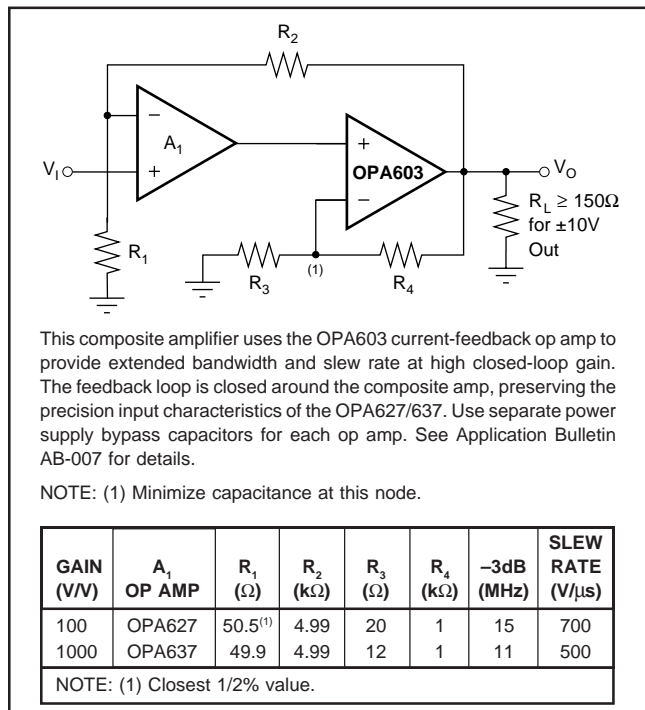 R2
− A1
+
VI
R1
+
OPA603
−
VO
RL ≥ 150Ω
for ±10V
Out
R3
(1)
R4
This composite amplifier uses the OPA603 current-feedback op amp to
provide extended bandwidth and slew rate at high closed-loop gain.
The feedback loop is closed around the composite amp, preserving the
precision input characteristics of the OPA627/637. Use separate power
supply bypass capacitors for each op amp. See Application Bulletin
AB-007 for details.
NOTE: (1) Minimize capacitance at this node.
GAIN (V/V) A1 OP AMP R1 (Ω) R2 (kΩ) R3 (Ω) R4 (kΩ) –3dB (MHz) SLEW RATE (V/µs)
100 OPA627 50.5(1) 4.99 20 1 15 700
1000 OPA637 49.9 4.99 12 1 11 500
NOTE: (1) Closest 1/2% value.